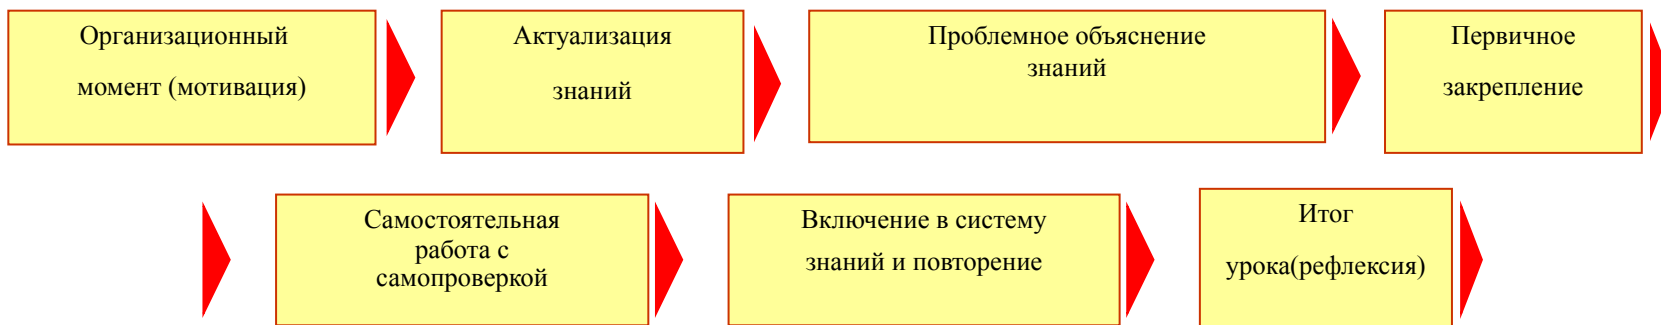 Организационный
момент (мотивация)
Актуализация
знаний
Проблемное объяснение
знаний
Первичное
закрепление
Самостоятельная
работа с
самопроверкой
Включение в систему
знаний и повторение
Итог
урока(рефлексия)